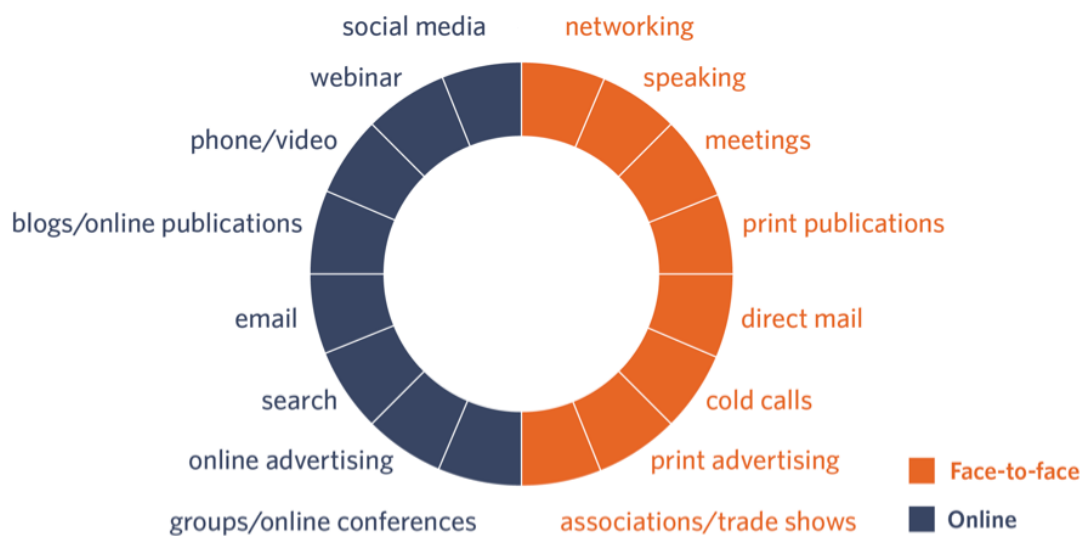 social media
networking
webinar
speaking
phone/video
meetings
blogs/online publications
print publications
email
direct mail
search
cold calls
online advertising
print advertising
groups/online conferences
associations/trade shows
Face-to-face
Online